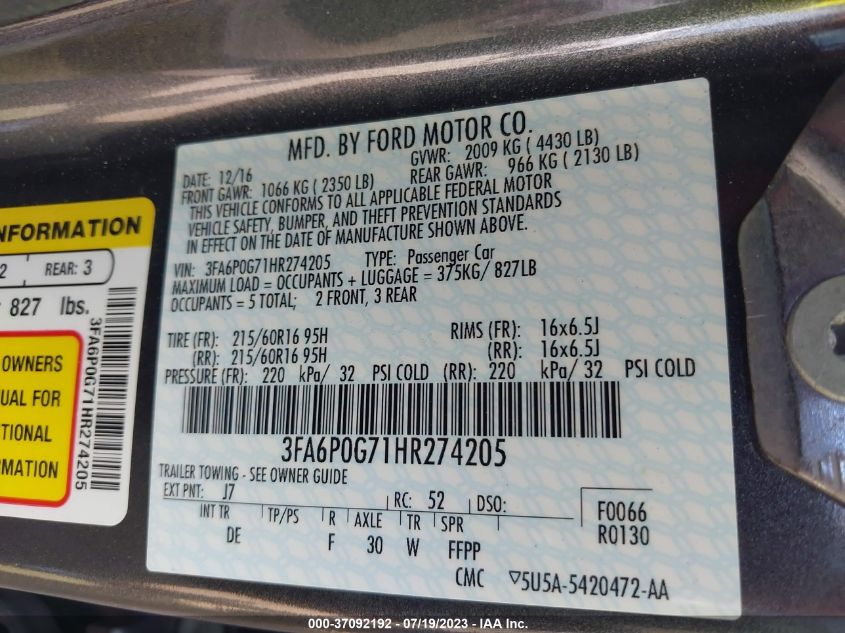 MFD. BY FORD MOTOR CO.
DATE: 12/16 GVWR: 2009 KG ( 4430 LB)
FRONT GAWR: 1066 KG ( 2350 LB) REAR GAWR: 966 KG ( 2130 LB)
THIS VEHICLE CONFORMS TO ALL APPLICABLE FEDERAL MOTOR
VEHICLE SAFETY, BUMPER, AND THEFT PREVENTION STANDARDS
IN EFFECT ON THE DATE OF MANUFACTURE SHOWN ABOVE.
VIN: 3FA6P0G71HR274205 TYPE: Passenger Car
MAXIMUM LOAD = OCCUPANTS + LUGGAGE = 375KG/ 827LB
OCCUPANTS = 5 TOTAL; 2 FRONT, 3 REAR
TIRE (FR): 215/60R16 95H RIMS (FR): 16x6.5J
(RR): 215/60R16 95H (RR): 16x6.5J
PRESSURE (FR): 220 kPa/ 32 PSI COLD (RR): 220 kPa/ 32 PSI COLD
3FA6P0G71HR274205
TRAILER TOWING - SEE OWNER GUIDE
EXT PNT: J7 RC: 52 DSO:
INT TR TP/PS R AXLE TR SPR F0066
DE F 30 W FFPP R0130
CMC ▽5U5A-5420472-AA
NFORMATION
2 REAR: 3
827 lbs.
OWNERS
UAL FOR
TIONAL
RMATION
3FA6P0G71HR274205
000-37092192 - 07/19/2023 - IAA, Inc.